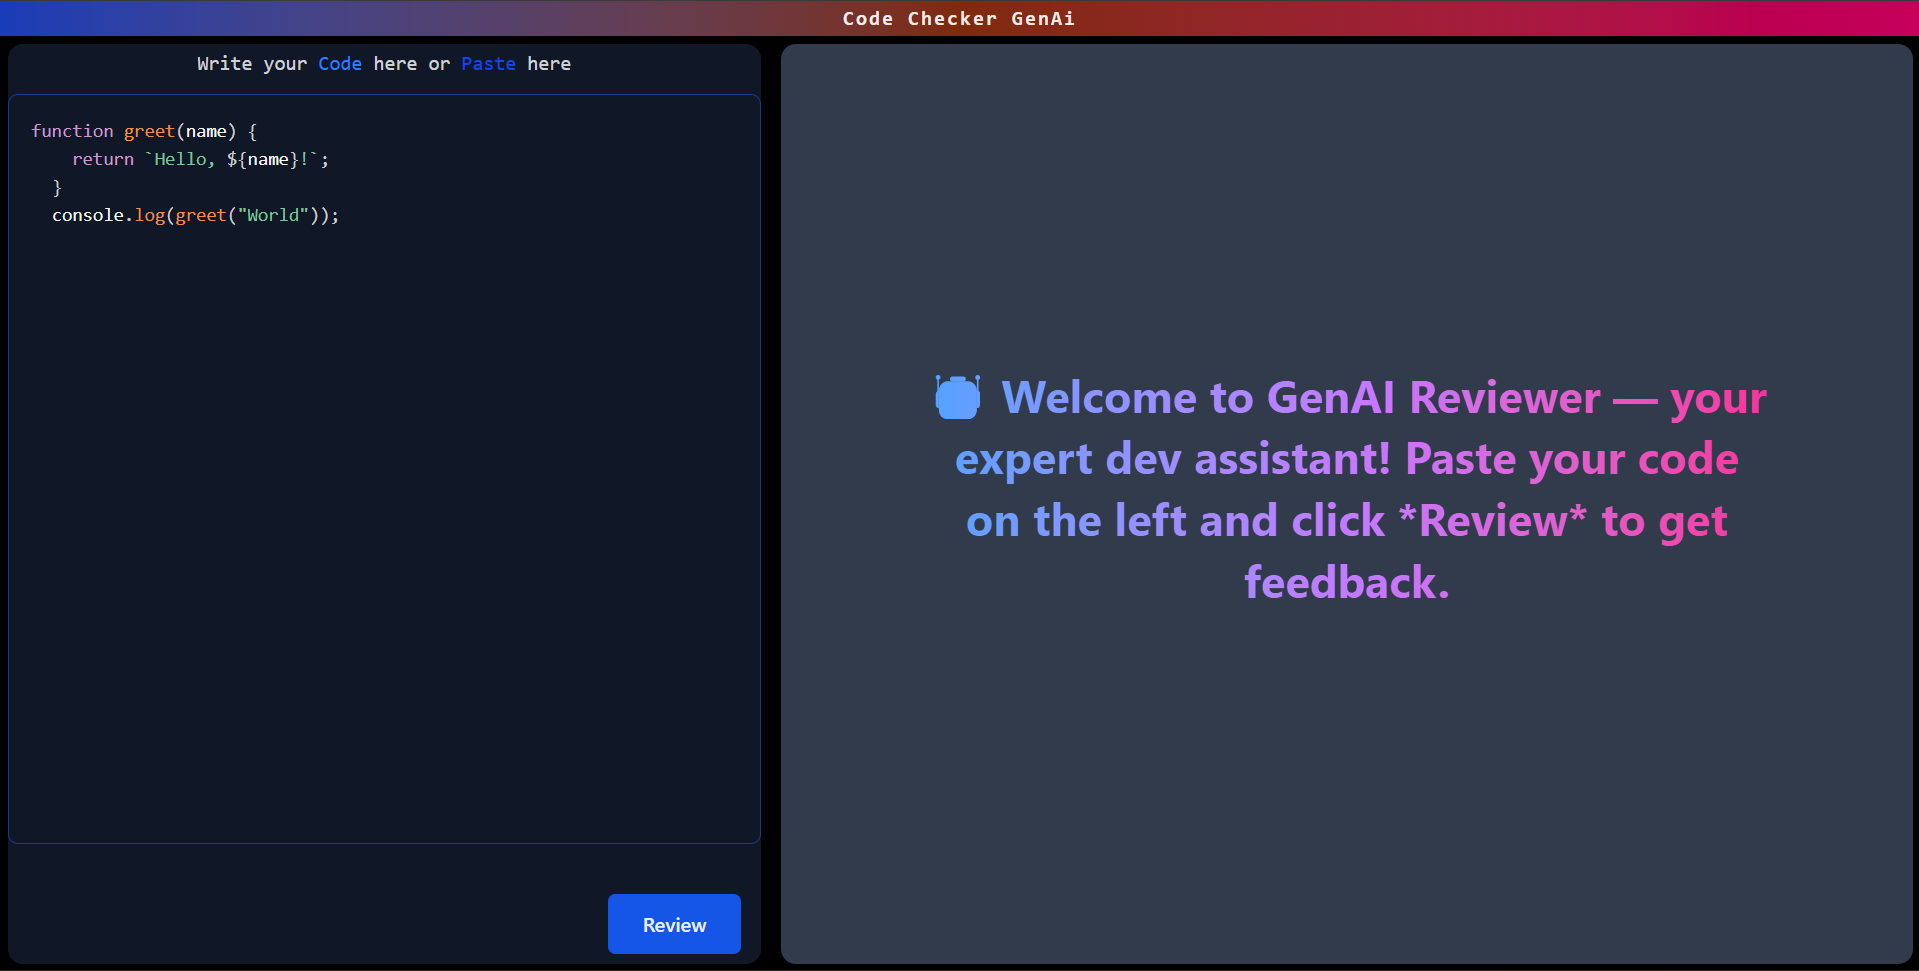 Code Checker GenAi
Write your Code here or Paste here
function greet(name) {
    return `Hello, ${name}!`;
  }
  console.log(greet("World"));
Review
Welcome to GenAI Reviewer — your
expert dev assistant! Paste your code
on the left and click *Review* to get
feedback.